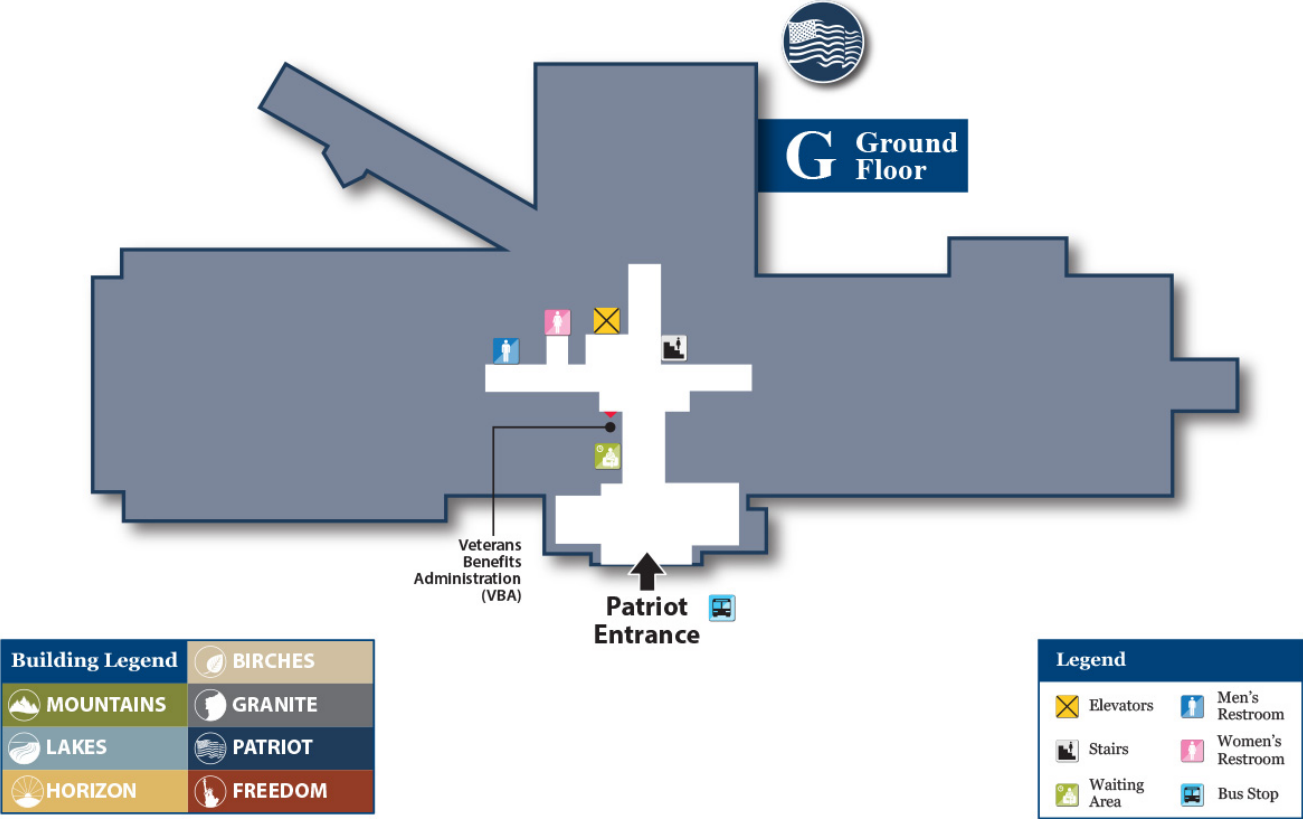 G Ground
Floor
Veterans
Benefits
Administration
(VBA)
Patriot
Entrance
Building Legend
BIRCHES
MOUNTAINS
GRANITE
LAKES
PATRIOT
HORIZON
FREEDOM
Legend
Elevators
Men's
Restroom
Stairs
Women's
Restroom
Waiting
Area
Bus Stop